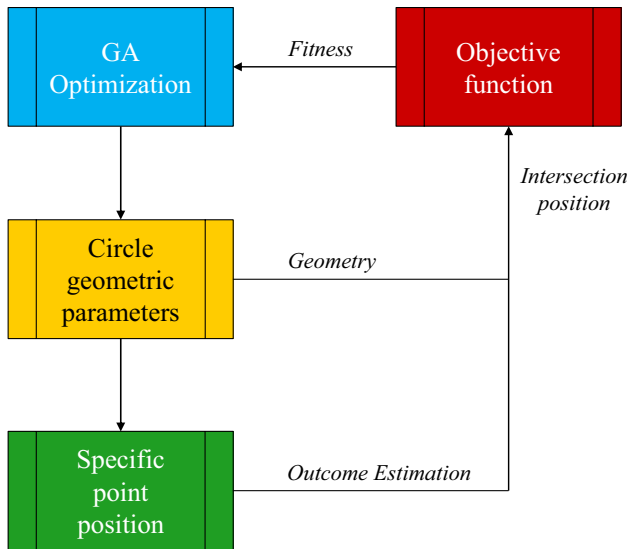 GA
Optimization
Fitness
Objective
function
Intersection
position
Circle
geometric
parameters
Geometry
Specific
point
position
Outcome Estimation